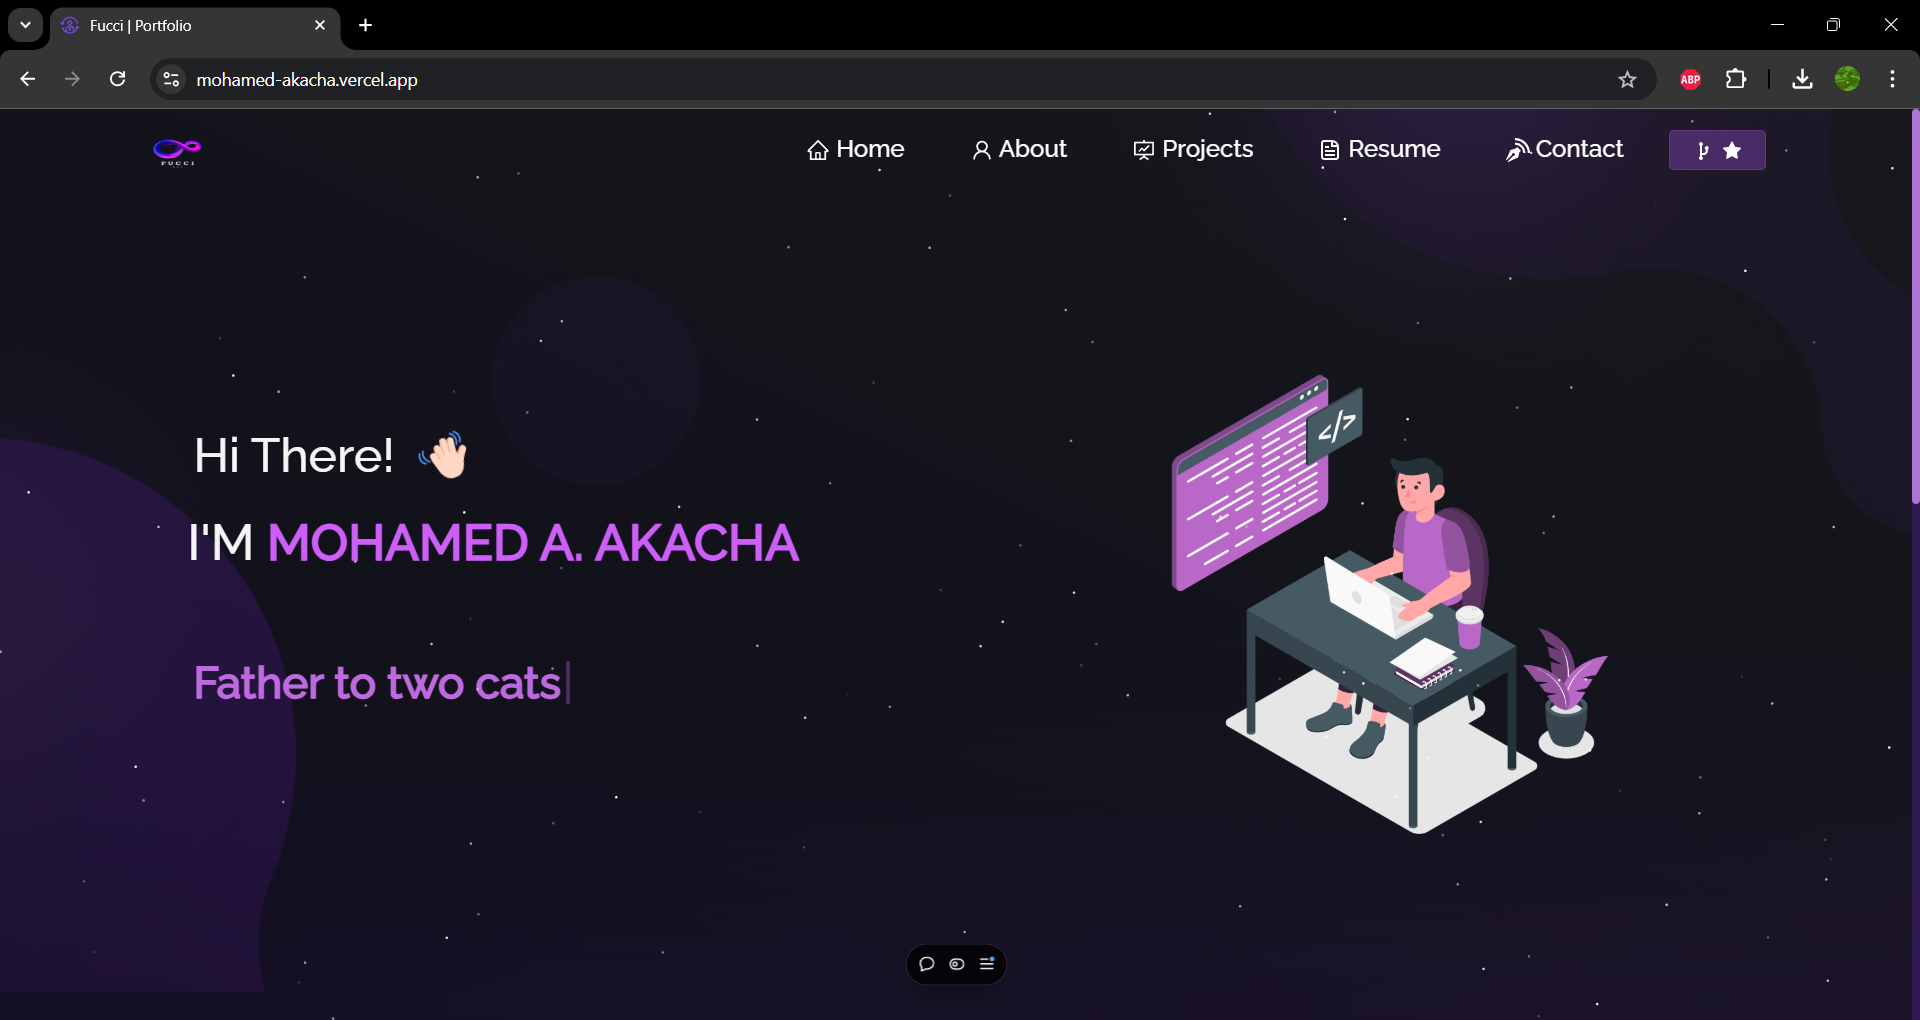 Fucci | Portfolio
mohamed-akacha.vercel.app
ABP
FUCCI
Home
About
Projects
Resume
Contact
Hi There! 👋🏻
I'M MOHAMED A. AKACHA
Father to two cats|
</>